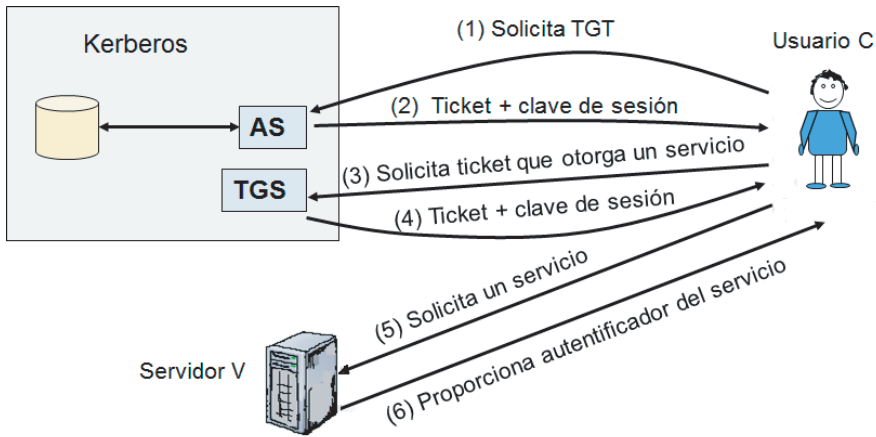 Kerberos
(1) Solicita TGT
Usuario C
(2) Ticket + clave de sesión
AS
(3) Solicita ticket que otorga un servicio
TGS
(4) Ticket + clave de sesión
(5) Solicita un servicio
(6) Proporciona autentificador del servicio
Servidor V